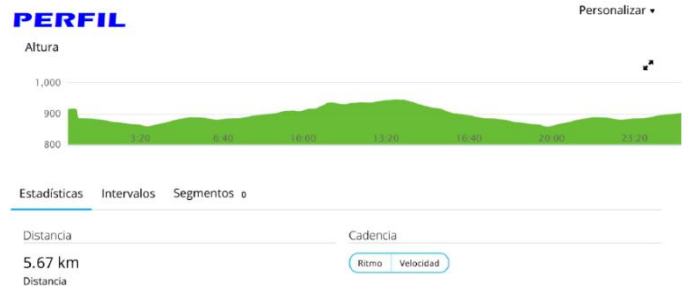 PERFIL
Personalizar ▾
Altura
1,000
900
800
3:20 6:40 10:00 13:20 16:40 20:00 23:20
Estadísticas Intervalos Segmentos 0
Distancia Cadencia
5.67 km Ritmo Velocidad
Distancia